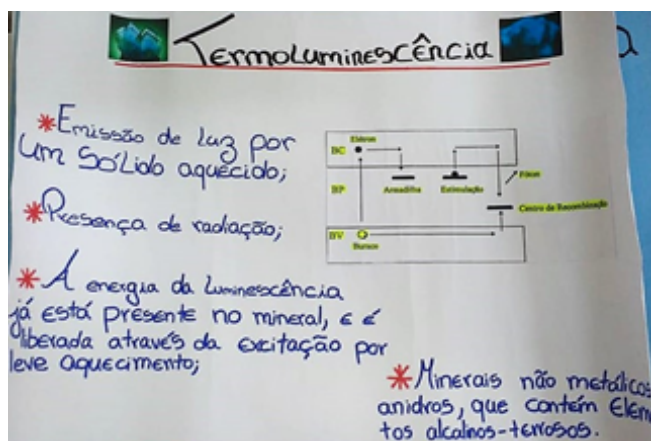 Termoluminescência
*Emissão de luz por
um sólido aquecido;
*Presença de radiação;
*A energia da luminescência
já está presente no mineral, e é
liberada através da excitação por
leve aquecimento;
BC Elétron
BP Armadilha Estimulação Fóton
Centro de Recombinação
BV
Buraco
*Minerais não metálicos
anidros, que contém Elemen
tos alcalinos-terrosos.